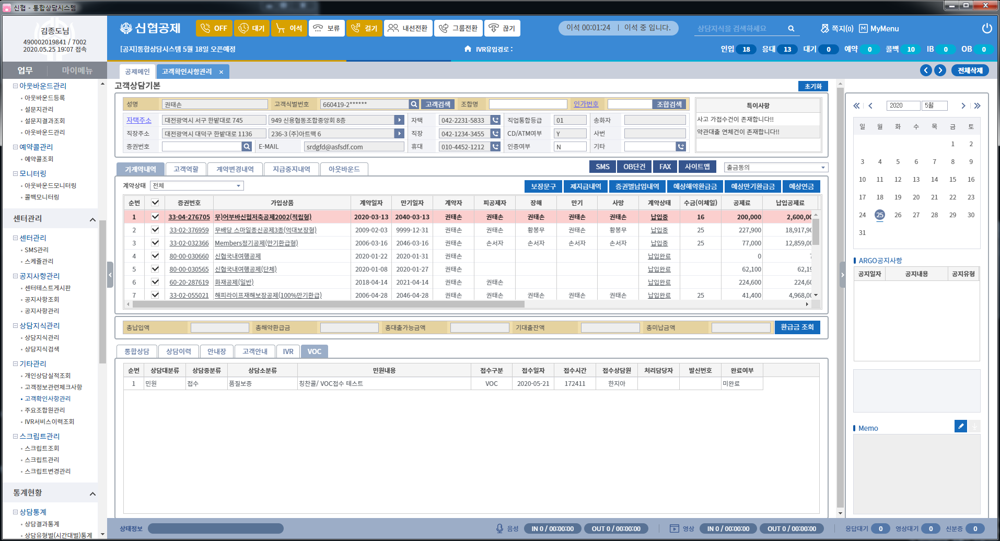 신협 - 통합상담시스템
김종도님
490002019841 / 7002
2020.05.25 19:07 접속
신협공제
OFF 대기 이석 보류 걸기 내선전환 그룹전환 끊기
이석 00:01:24 | 이석 중 입니다.
상담지식을 검색하세요
쪽지(0) MyMenu
[공지]통합상담시스템 5월 18일 오픈예정
IVR유입경로 :
인입 18 응대 13 대기 0 예약 0 콜백 10 IB 0 OB 0
업무 마이메뉴
공제메인 고객확인사항관리 ×
전체삭제
아웃바운드관리
아웃바운드등록
설문지관리
설문지결과조회
아웃바운드관리
예약콜관리
예약콜조회
모니터링
아웃바운드모니터링
콜백모니터링
센터관리
센터관리
SMS관리
스케쥴관리
공지사항관리
센터테스트게시판
공지사항조회
공지사항관리
상담지식관리
상담지식관리
상담지식검색
기타관리
개인상담실적조회
고객정보관련체크사항
고객확인사항관리
주요조합원관리
IVR서비스이력조회
스크립트관리
스크립트조회
스크립트관리
스크립트변경관리
통계현황
상담통계
상담결과통계
상담유형별(시간대별)통계
고객상담기본
초기화
성명 권태손 고객식별번호 660419-2****** 고객검색 조합명 인가번호 조합검색
자택주소 대전광역시 서구 한밭대로 745 949 신용협동조합중앙회 8층 자택 042-2231-5833 직업통합등급 01 송화자
직장주소 대전광역시 대덕구 한밭대로 1136 236-3 (주)아트맥 6 직장 042-1234-3455 CD/ATM여부 Y 사번
증권번호 E-MAIL srdgfd@asfsdf.com 휴대 010-4452-1212 인증여부 N 기타
특이사항
사고 가접수건이 존재합니다!!
약관대출 연체건이 존재합니다!!
기계약내역 고객역할 계약변경내역 지급중지내역 아웃바운드
SMS OB단건 FAX 사이트맵 출금동의
계약상태 전체
보장문구 제지급내역 증권별납입내역 예상해약환급금 예상만기환급금 예상연금
순번 증권번호 가입상품 계약일자 만기일자 계약자 피공제자 장해 만기 사망 계약상태 수금(이체일) 공제료 납입공제료
1 33-04-276705 무)어부바신협저축공제2002(적립형) 2020-03-13 2040-03-13 권태손 권태손 권태손 권태손 권태손 납입중 16 200,000 2,600,00
2 33-02-376959 무배당 스마일종신공제3종(억대보장형) 2009-02-03 9999-12-31 권태손 권태손 황봉무 권태손 황봉무 납입중 25 227,900 18,917,90
3 33-02-032366 Members정기공제(만기환급형) 2006-03-16 2046-03-16 권태손 손서자 손서자 손서자 손서자 납입중 25 77,000 12,859,00
4 80-00-030660 신협국내여행공제 2020-01-22 2020-01-31 권태손 납입완료 0
5 80-00-030565 신협국내여행공제(단체) 2020-01-08 2020-01-27 권태손 납입완료 62,100 62,19
6 60-20-287619 화재공제(일반) 2018-04-14 2021-04-14 권태손 권태손 납입완료 224,600 224,60
7 33-02-055021 해피라이프재해보장공제(100%만기환급) 2006-04-28 2046-04-28 권태손 권태손 권태손 권태손 권태손 납입완료 25 41,400 4,968,00
총납입액 총해약환급금 총대출가능금액 기대출잔액 총미납금액 환급금 조회
통합상담 상담이력 안내장 고객안내 IVR VOC
순번 상담대분류 상담중분류 상담소분류 민원내용 접수구분 접수일자 접수시간 접수상담원 처리담당자 발신번호 완료여부
1 민원 접수 품질보증 칭찬콜/ VOC접수 테스트 VOC 2020-05-21 172411 한지아 미완료
2020 5월
일 월 화 수 목 금 토
1 2
3 4 5 6 7 8 9
10 11 12 13 14 15 16
17 18 19 20 21 22 23
24 25 26 27 28 29 30
31
ARGO공지사항
공지일자 공지내용 공지유형
Memo
상태정보
음성 IN 0 / 00:00:00 OUT 0 / 00:00:00 영상 IN 0 / 00:00:00 OUT 0 / 00:00:00 응답대기 0 영상대기 0 신분증 0